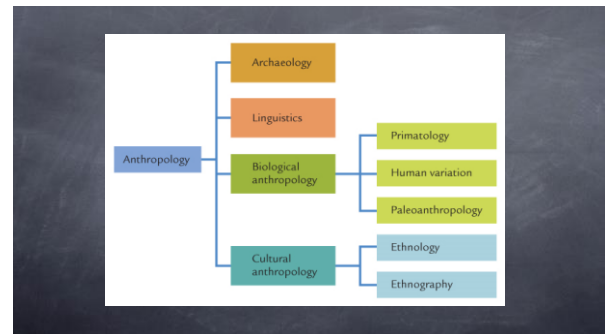 Archaeology
Linguistics
Anthropology
Biological
anthropology
Primatology
Human variation
Paleoanthropology
Cultural
anthropology
Ethnology
Ethnography